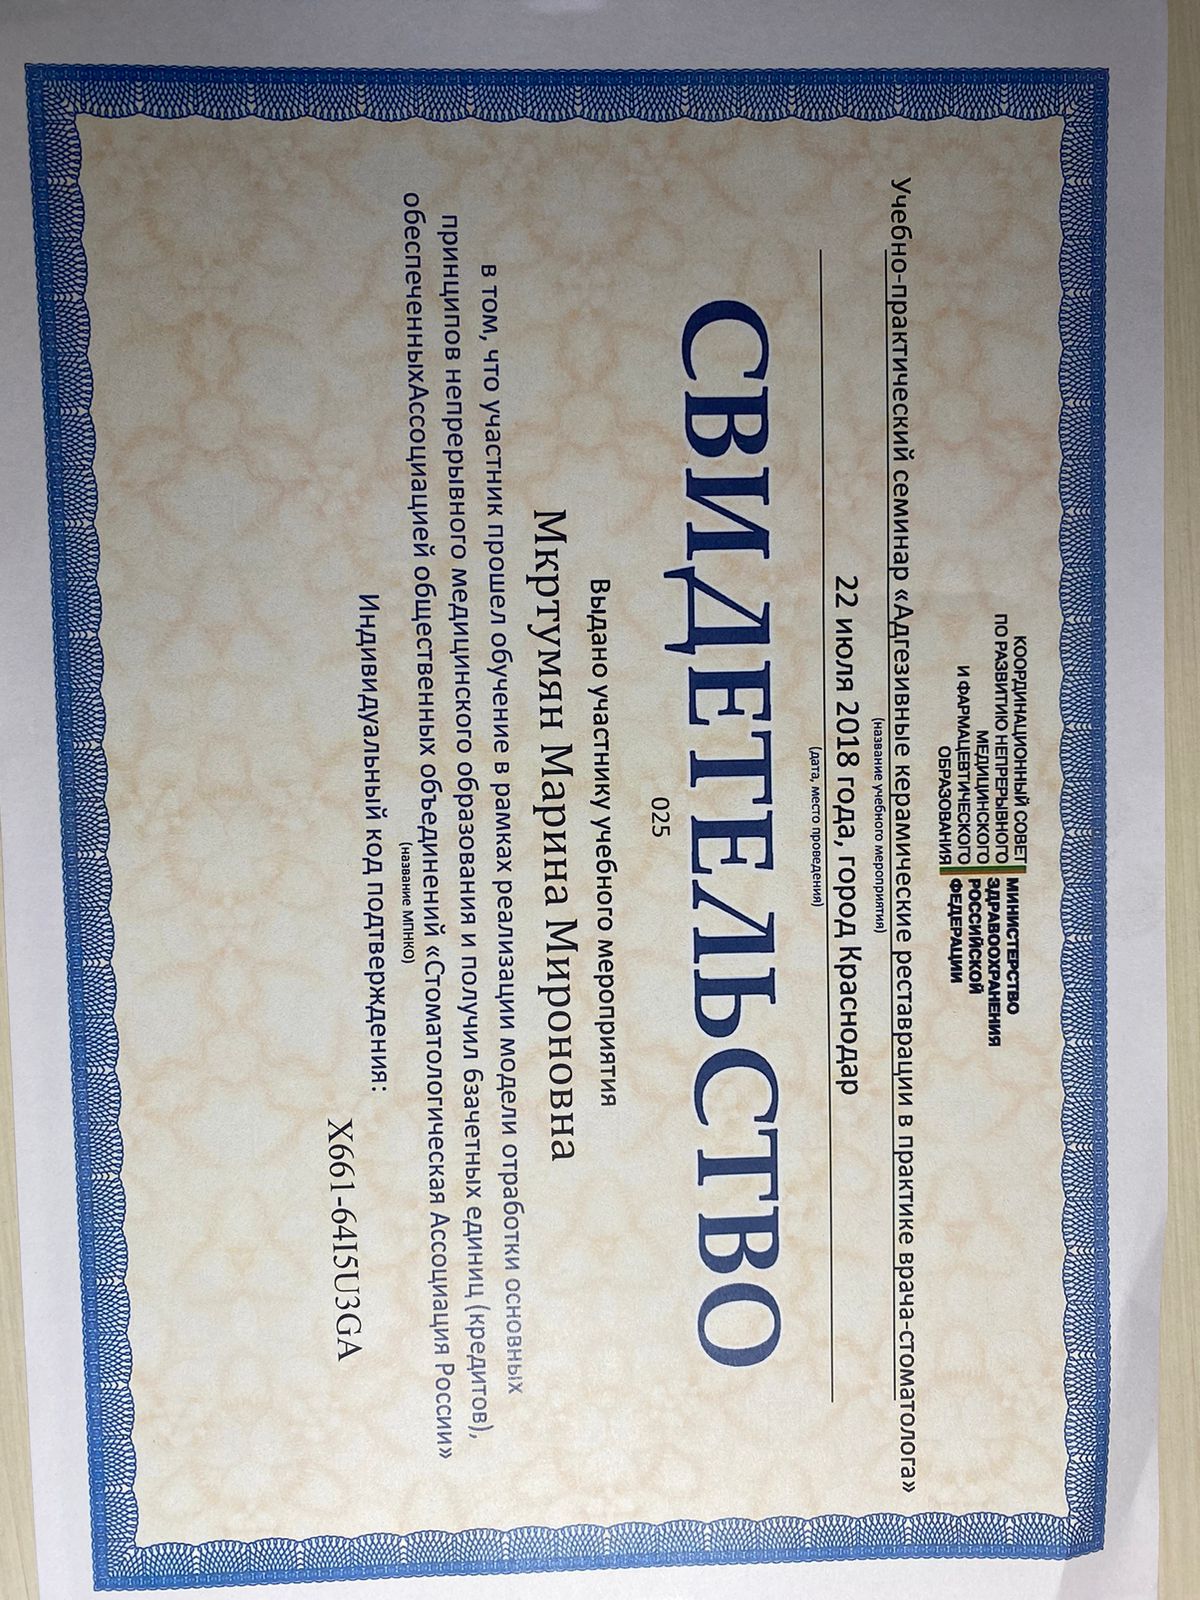 КООРДИНАЦИОННЫЙ СОВЕТ
ПО РАЗВИТИЮ НЕПРЕРЫВНОГО
МЕДИЦИНСКОГО
И ФАРМАЦЕВТИЧЕСКОГО
ОБРАЗОВАНИЯ
МИНИСТЕРСТВО
ЗДРАВООХРАНЕНИЯ
РОССИЙСКОЙ
ФЕДЕРАЦИИ
Учебно-практический семинар «Адгезивные керамические реставрации в практике врача-стоматолога»
(название учебного мероприятия)
22 июля 2018 года, город Краснодар
(дата, место проведения)
СВИДЕТЕЛЬСТВО
025
Выдано участнику учебного мероприятия
Мкртумян Марина Мироновна
в том, что участник прошел обучение в рамках реализации модели отработки основных
принципов непрерывного медицинского образования и получил 6зачетных единиц (кредитов),
обеспеченныхАссоциацией общественных объединений «Стоматологическая Ассоциация России»
(название МПНКО)
Индивидуальный код подтверждения:
X661-64I5U3GA